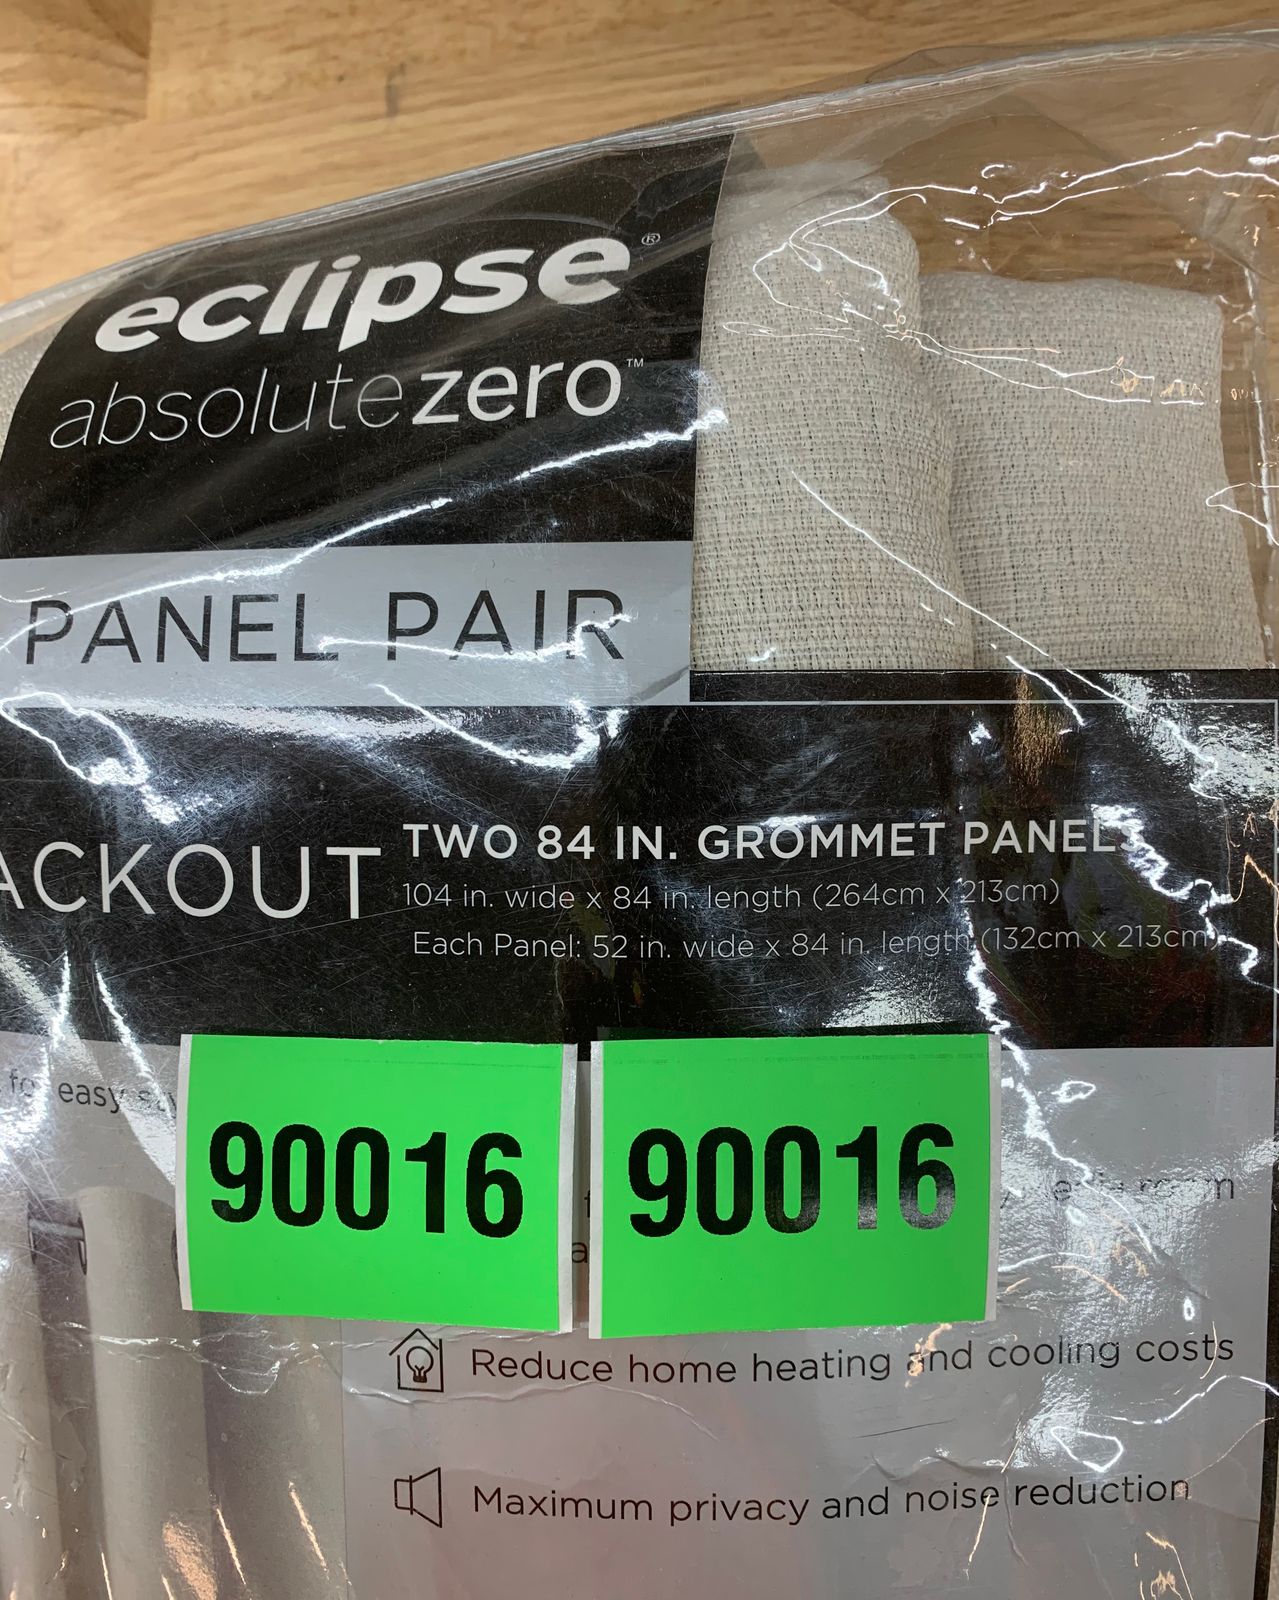 eclipse®
absolutezero™
PANEL PAIR
ACKOUT
TWO 84 IN. GROMMET PANELS
104 in. wide x 84 in. length (264cm x 213cm)
Each Panel: 52 in. wide x 84 in. length (132cm x 213cm)
easy
90016
90016
room
Reduce home heating and cooling costs
Maximum privacy and noise reduction